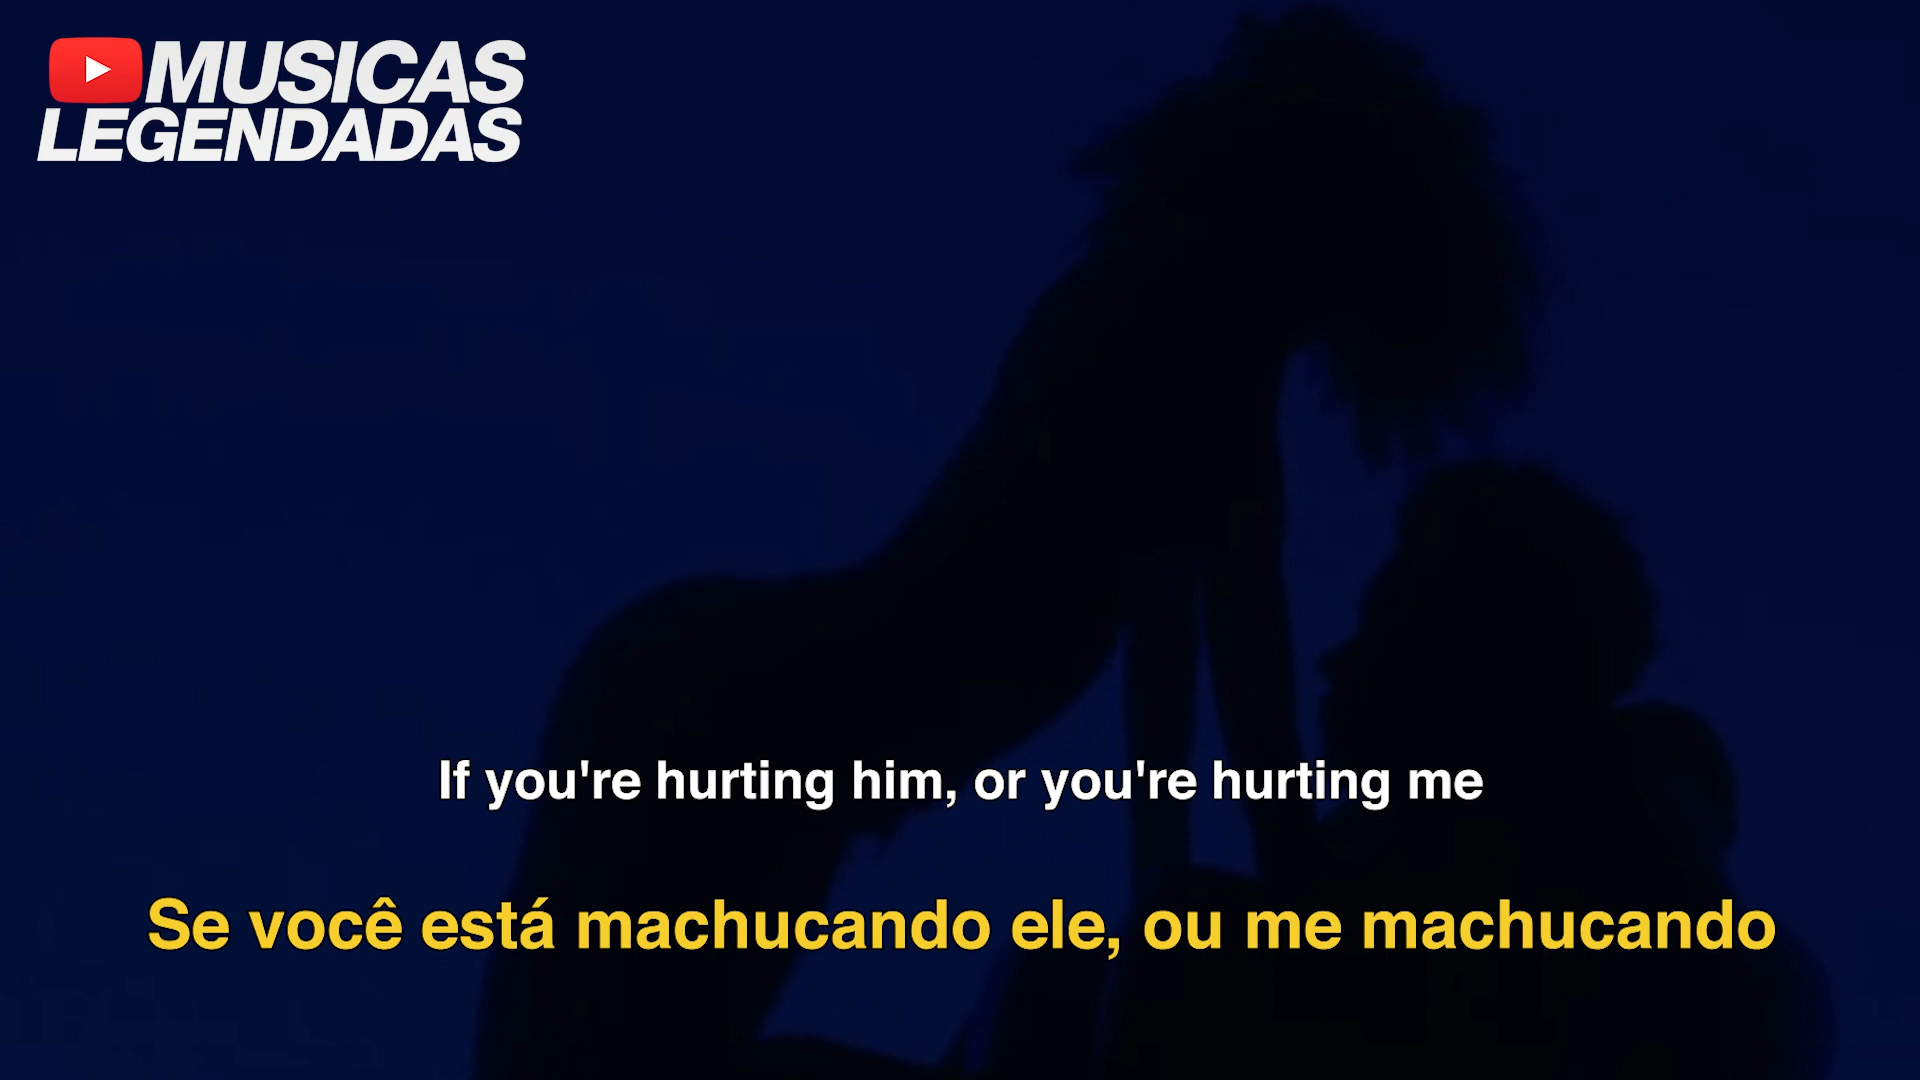 MUSICAS
LEGENDADAS
If you're hurting him, or you're hurting me
Se você está machucando ele, ou me machucando